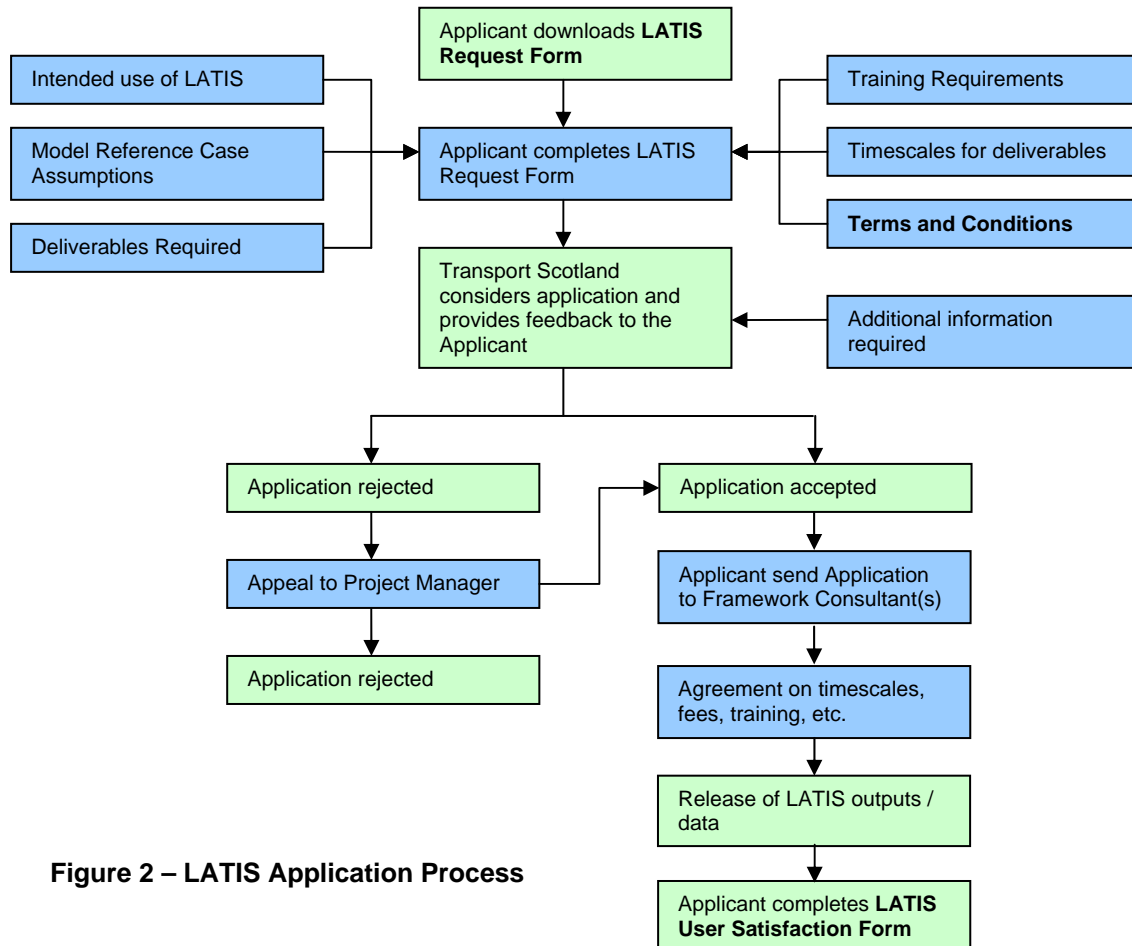 Applicant downloads LATIS
Request Form
Intended use of LATIS
Training Requirements
Model Reference Case
Assumptions
Applicant completes LATIS
Request Form
Timescales for deliverables
Deliverables Required
Terms and Conditions
Transport Scotland
considers application and
provides feedback to the
Applicant
Additional information
required
Application rejected
Application accepted
Appeal to Project Manager
Applicant send Application
to Framework Consultant(s)
Application rejected
Agreement on timescales,
fees, training, etc.
Release of LATIS outputs /
data
Figure 2 – LATIS Application Process
Applicant completes LATIS
User Satisfaction Form